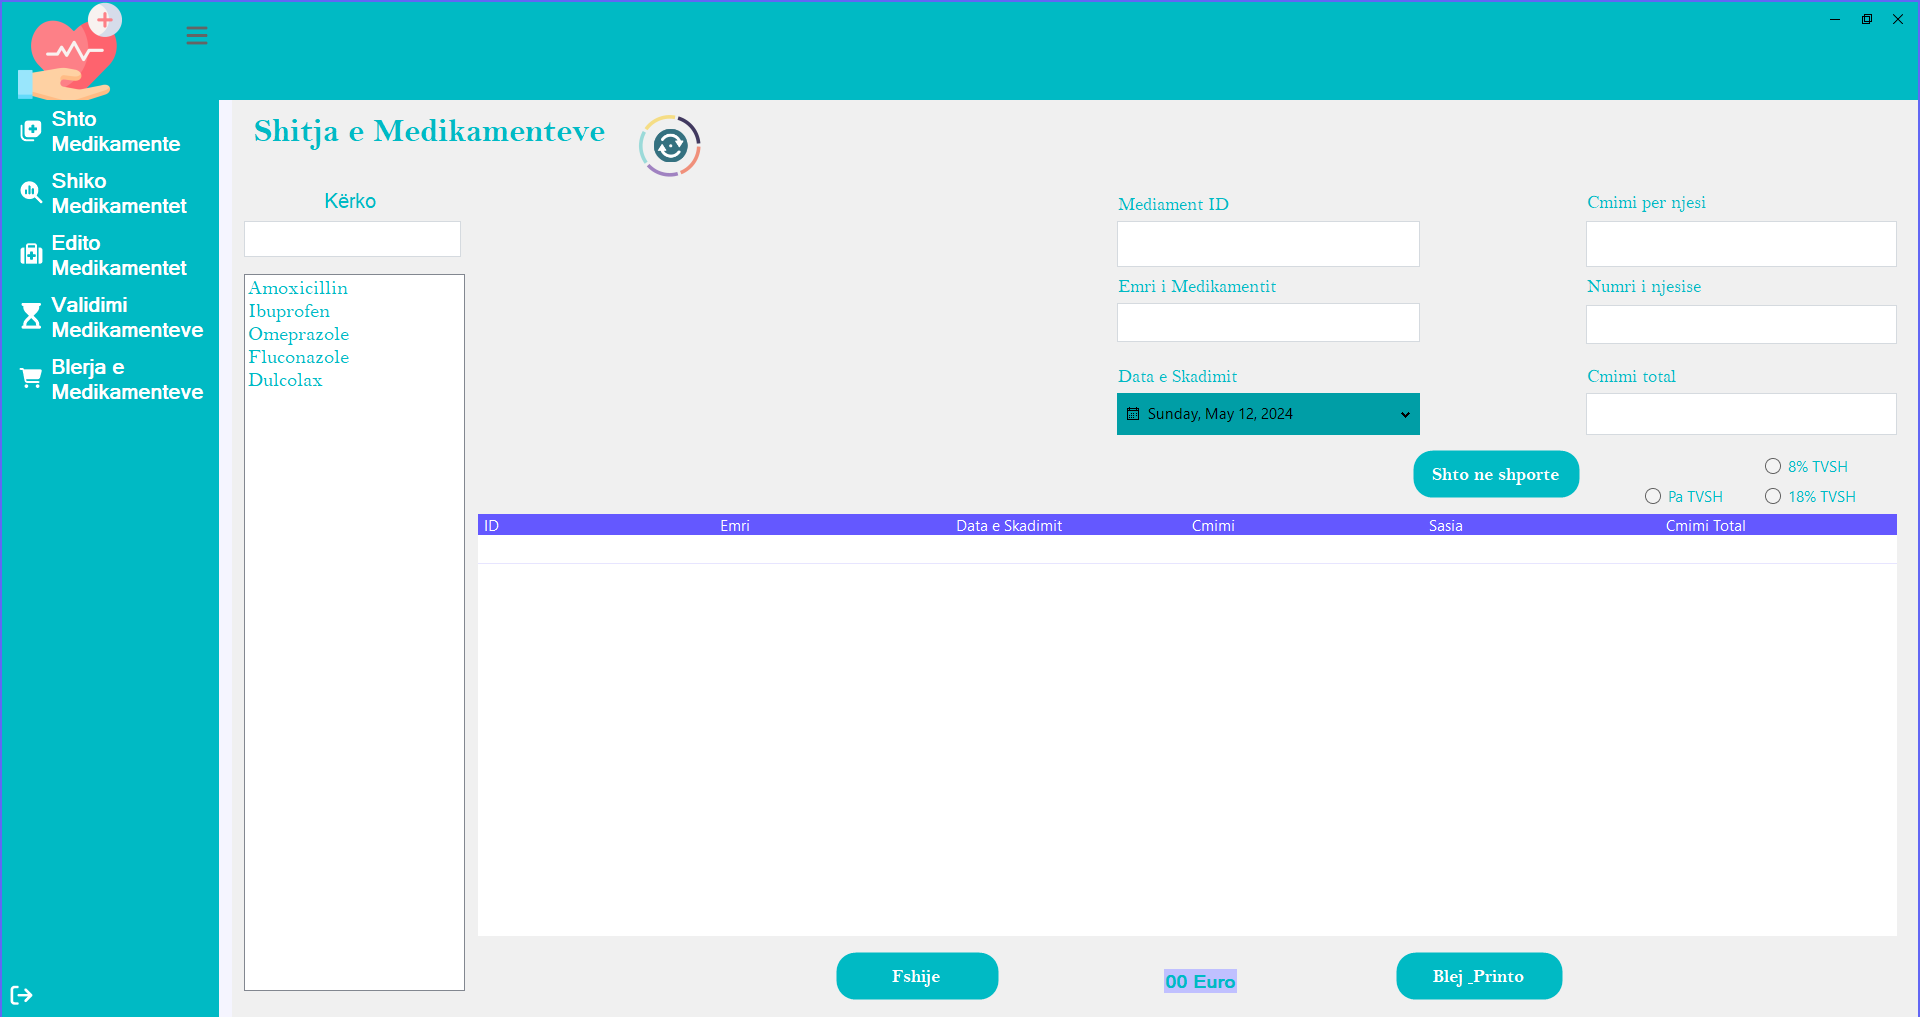 Shto
Medikamente
Shiko
Medikamentet
Edito
Medikamentet
Validimi
Medikamenteve
Blerja e
Medikamenteve
Shitja e Medikamenteve
Kërko
Amoxicillin
Ibuprofen
Omeprazole
Fluconazole
Dulcolax
Mediament ID
Cmimi per njesi
Emri i Medikamentit
Numri i njesise
Data e Skadimit
Cmimi total
Sunday, May 12, 2024
Shto ne shporte
8% TVSH
Pa TVSH
18% TVSH
ID Emri Data e Skadimit Cmimi Sasia Cmimi Total
Fshije
00 Euro
Blej _Printo